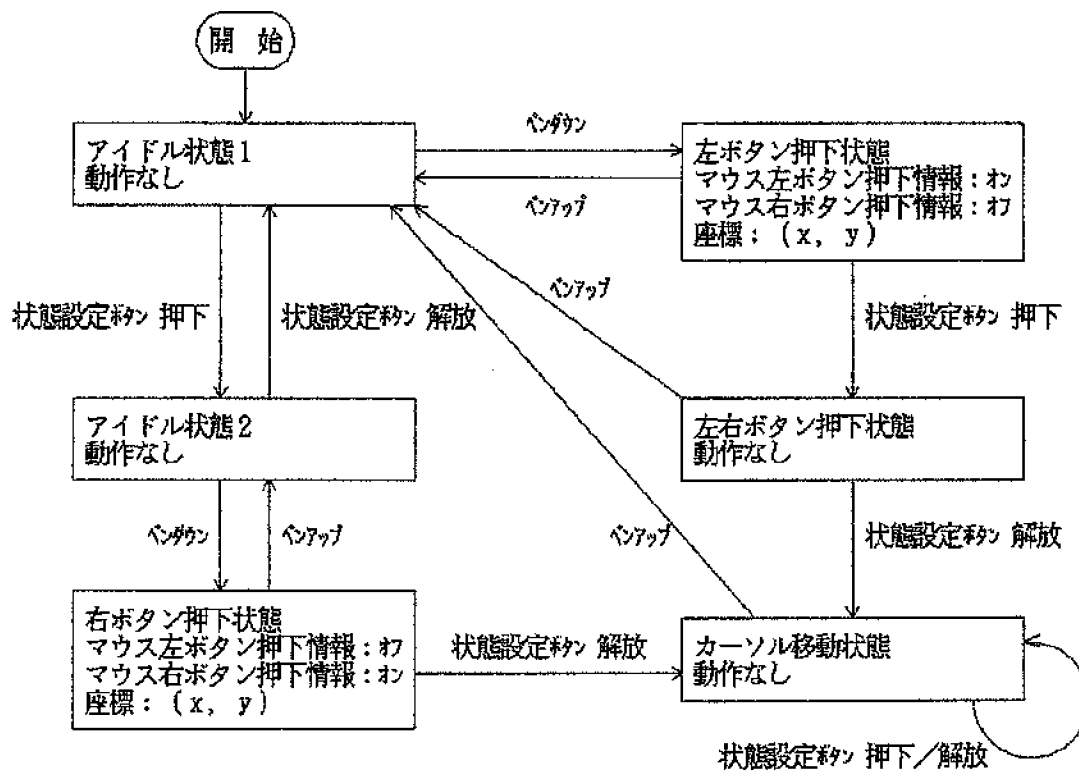 開 始
アイドル状態1
動作なし
ペンダウン
ペンアップ
左ボタン押下状態
マウス左ボタン押下情報:オン
マウス右ボタン押下情報:オフ
座標:(x, y)
状態設定ボタン 押下
状態設定ボタン 解放
ペンアップ
状態設定ボタン 押下
アイドル状態2
動作なし
左右ボタン押下状態
動作なし
ペンダウン
ペンアップ
ペンアップ
状態設定ボタン 解放
右ボタン押下状態
マウス左ボタン押下情報:オフ
マウス右ボタン押下情報:オン
座標:(x, y)
状態設定ボタン 解放
カーソル移動状態
動作なし
状態設定ボタン 押下/解放